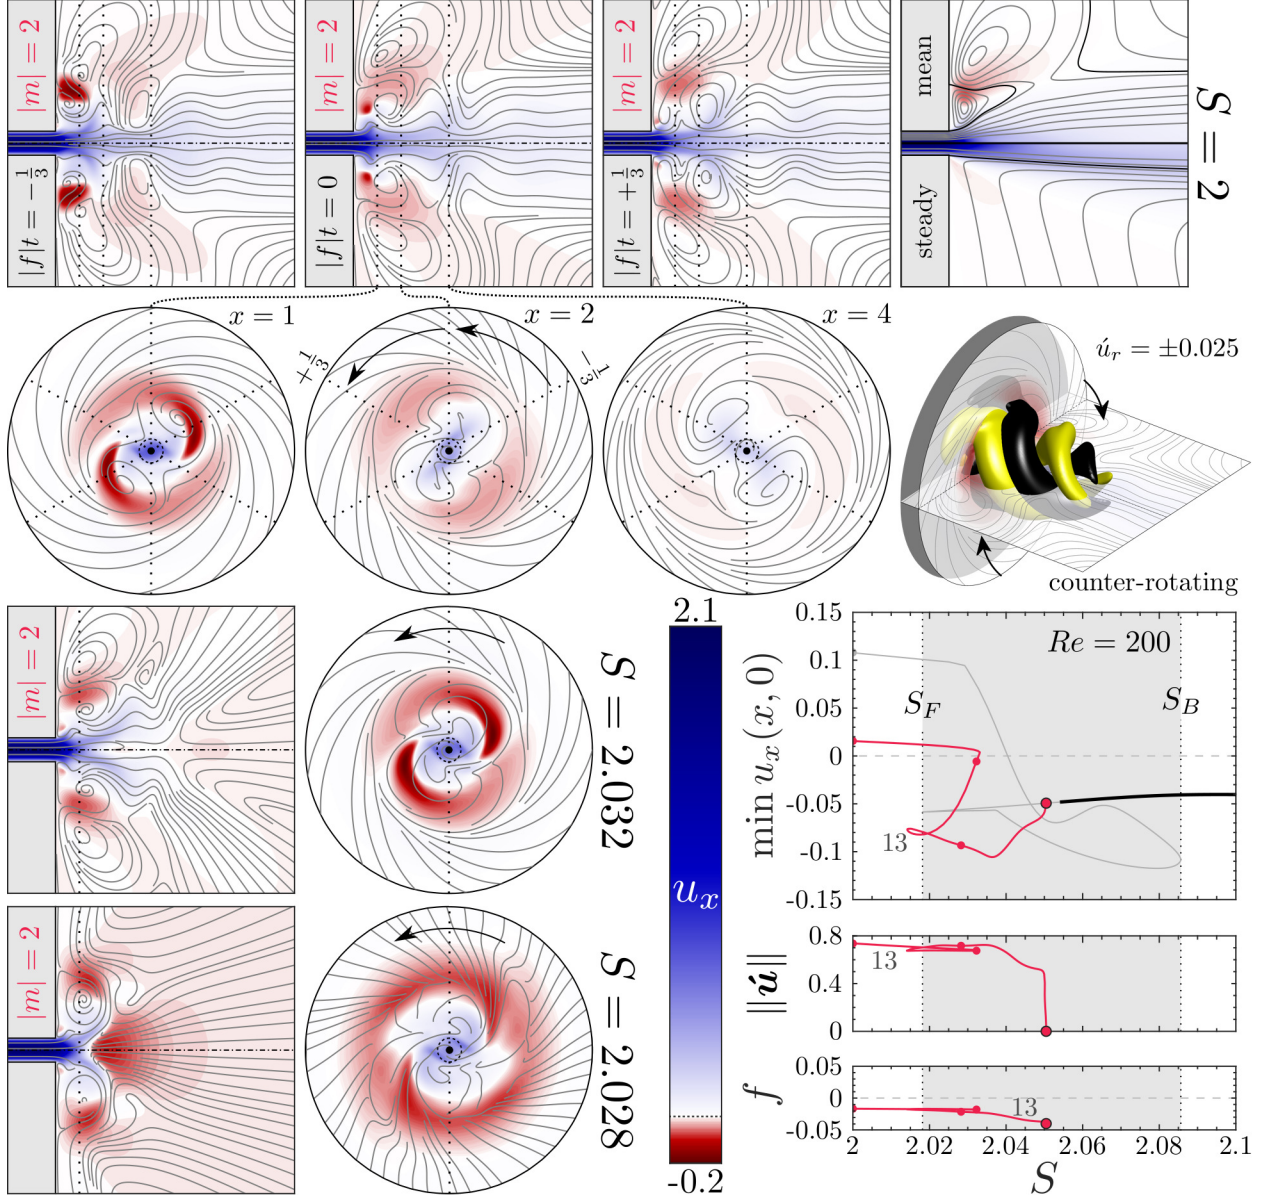 |m| = 2
|f|t = −1/3
|m| = 2
|f|t = 0
|m| = 2
|f|t = +1/3
mean
steady
S = 2
x = 1
x = 2
x = 4
+1/3
−1/3
ú_r = ±0.025
counter-rotating
|m| = 2
S = 2.032
|m| = 2
S = 2.028
2.1
u_x
-0.2
Re = 200
S_F
S_B
min u_x(x, 0)
0.15
0.1
0.05
0
-0.05
-0.1
-0.15
13
||ú||
0.8
0.4
0
13
f
0.05
0
-0.05
13
2 2.02 2.04 2.06 2.08 2.1
S